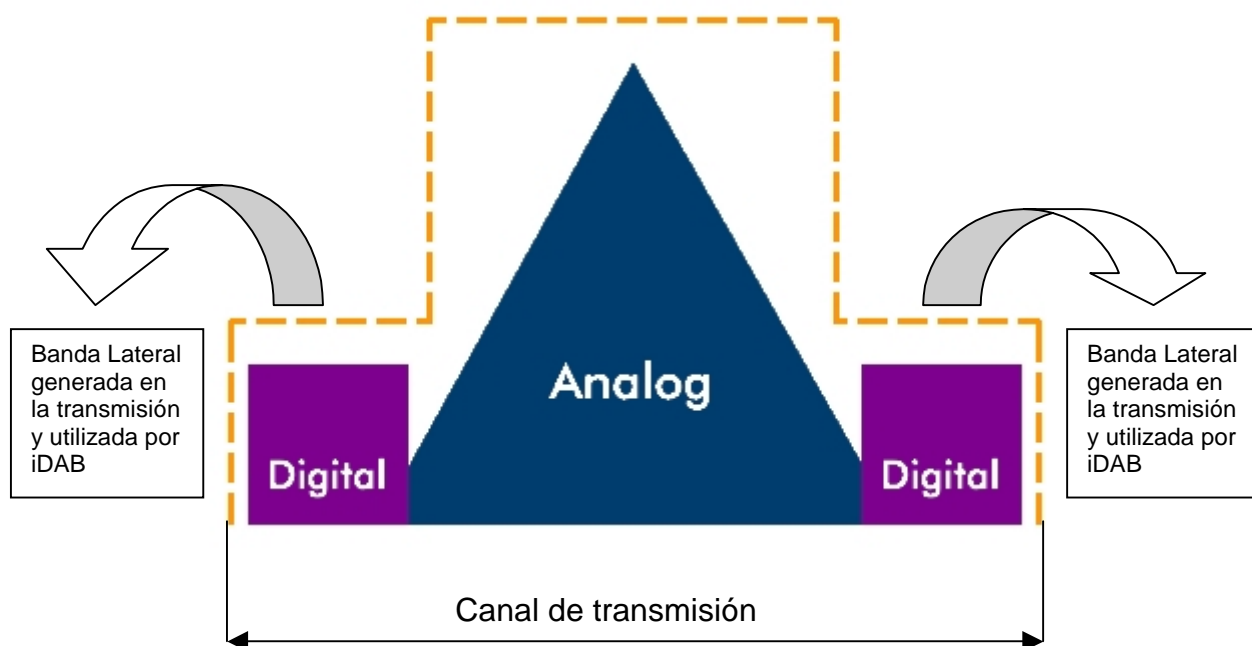 Analog
Banda Lateral
generada en
la transmisión
y utilizada por
iDAB
Digital
Digital
Banda Lateral
generada en
la transmisión
y utilizada por
iDAB
Canal de transmisión